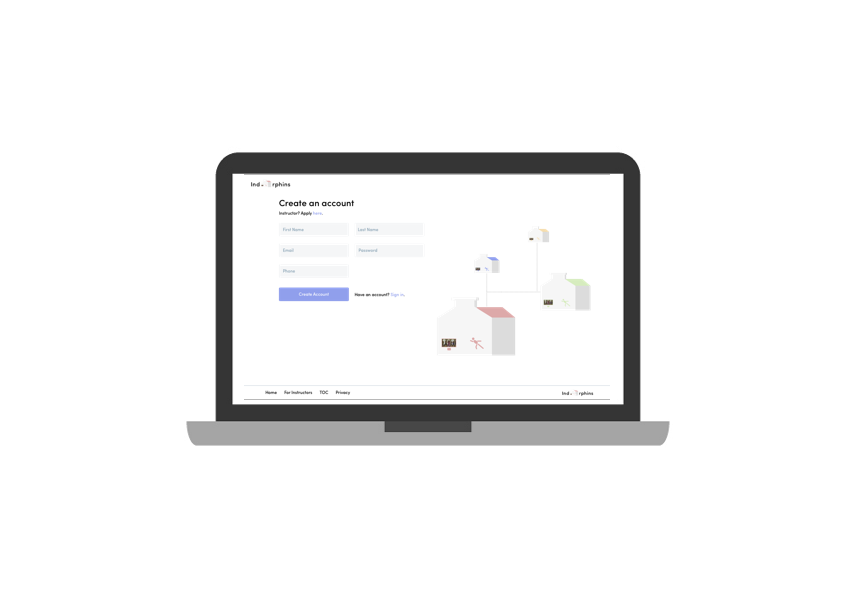 Ind rphins
Create an account
Instructor? Apply here.
First Name Last Name
Email Password
Phone
Create Account Have an account? Sign in.
Home For Instructors TOC Privacy Ind rphins